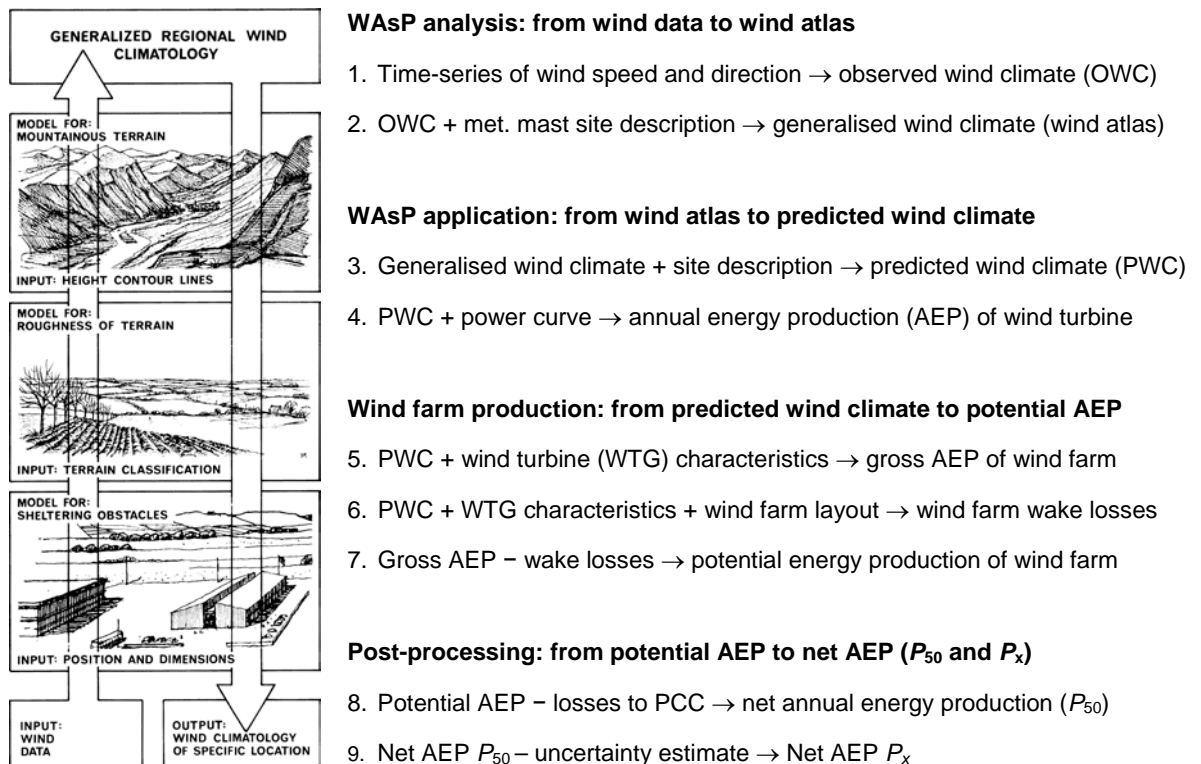 GENERALIZED REGIONAL WIND
CLIMATOLOGY
MODEL FOR:
MOUNTAINOUS TERRAIN
INPUT: HEIGHT CONTOUR LINES
MODEL FOR:
ROUGHNESS OF TERRAIN
INPUT: TERRAIN CLASSIFICATION
MODEL FOR:
SHELTERING OBSTACLES
INPUT: POSITION AND DIMENSIONS
INPUT:
WIND
DATA
OUTPUT:
WIND CLIMATOLOGY
OF SPECIFIC LOCATION
WAsP analysis: from wind data to wind atlas
1. Time-series of wind speed and direction → observed wind climate (OWC)
2. OWC + met. mast site description → generalised wind climate (wind atlas)
WAsP application: from wind atlas to predicted wind climate
3. Generalised wind climate + site description → predicted wind climate (PWC)
4. PWC + power curve → annual energy production (AEP) of wind turbine
Wind farm production: from predicted wind climate to potential AEP
5. PWC + wind turbine (WTG) characteristics → gross AEP of wind farm
6. PWC + WTG characteristics + wind farm layout → wind farm wake losses
7. Gross AEP − wake losses → potential energy production of wind farm
Post-processing: from potential AEP to net AEP (P50 and Px)
8. Potential AEP − losses to PCC → net annual energy production (P50)
9. Net AEP P50 – uncertainty estimate → Net AEP Px